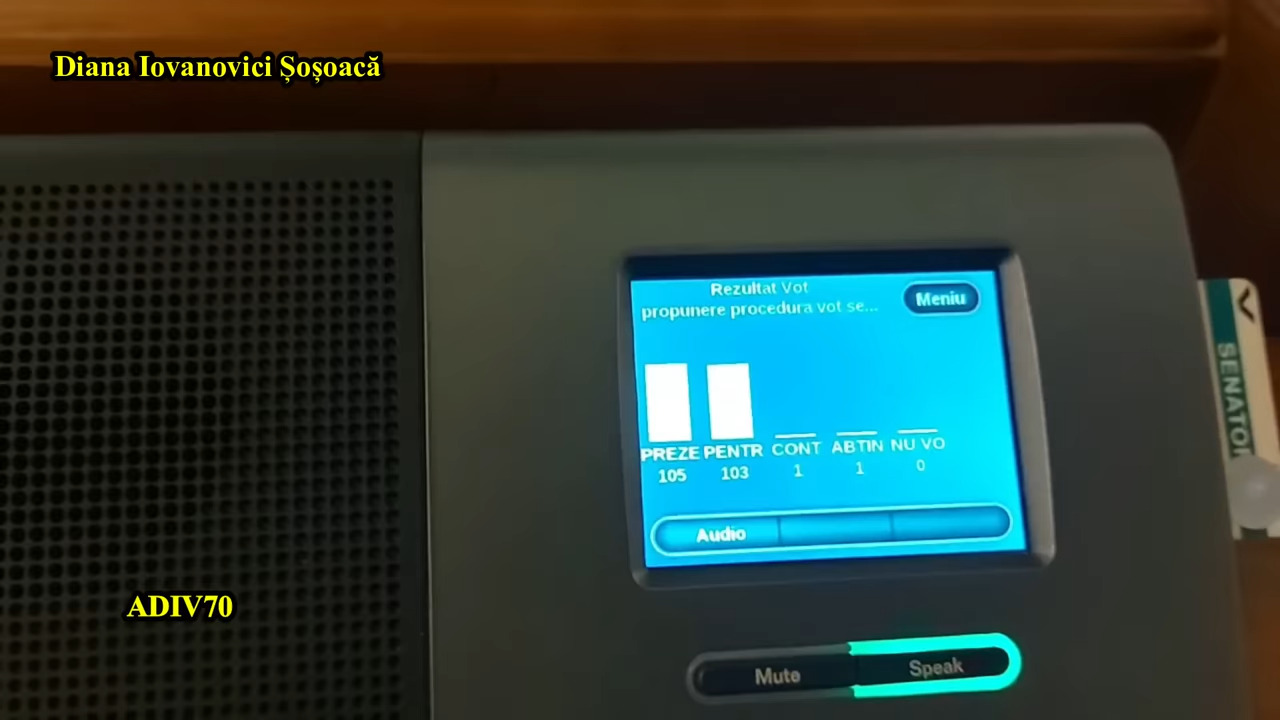 Diana Iovanovici Șoșoacă
Rezultat Vot
propunere procedura vot se...
Meniu
PREZE PENTR CONT ABTIN NU VO
105 103 1 1 0
Audio
SENATOR
ADIV70
Mute
Speak